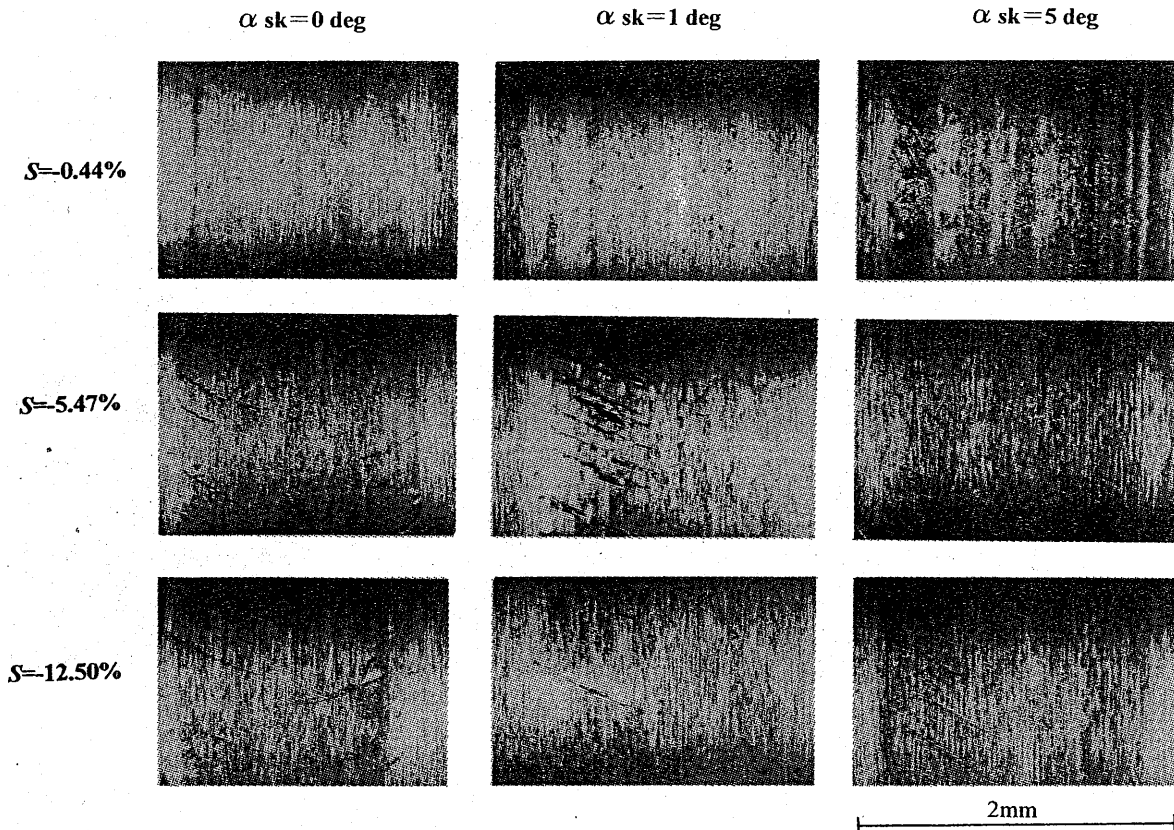 α sk=0 deg
α sk=1 deg
α sk=5 deg
S=-0.44%
S=-5.47%
S=-12.50%
2mm